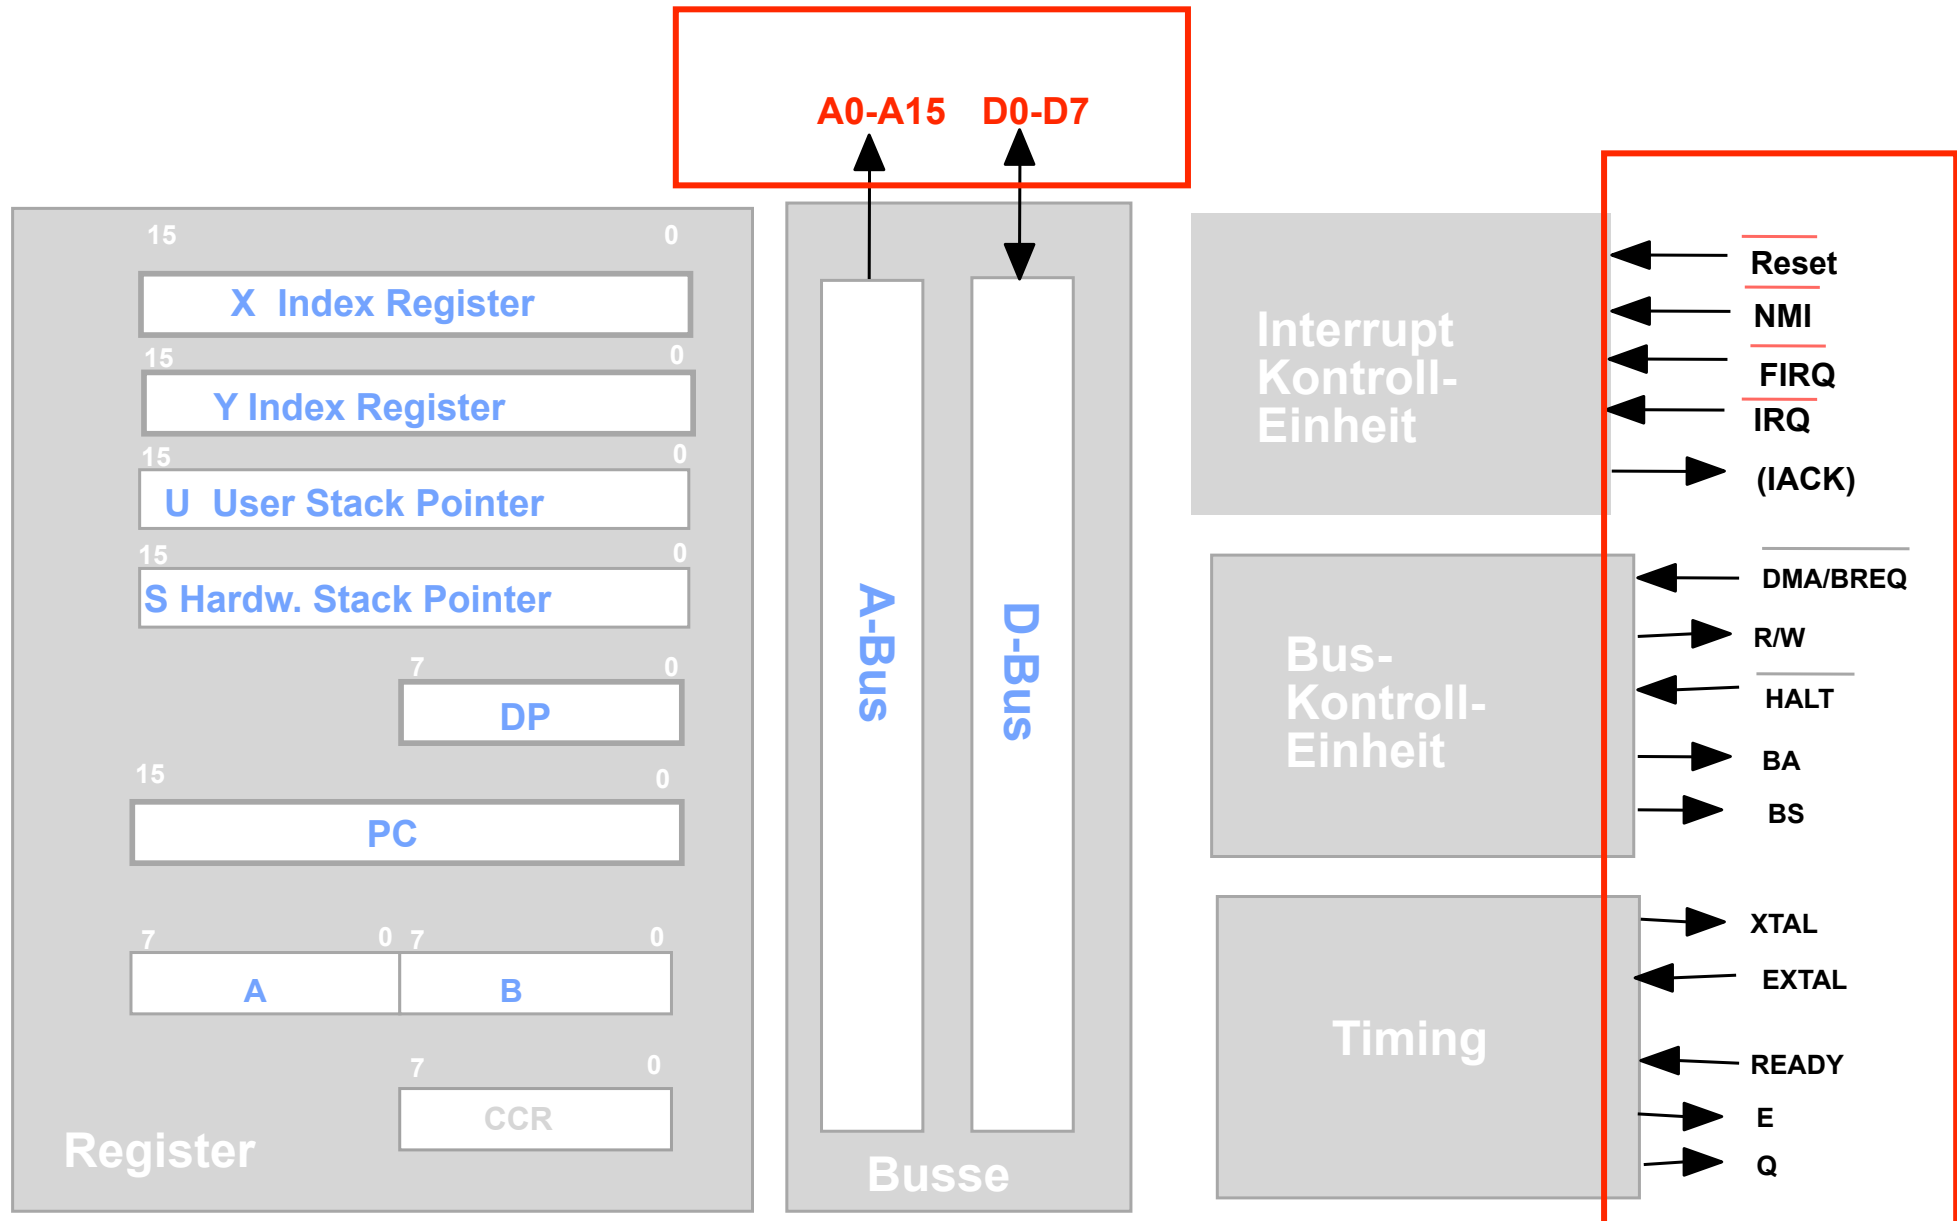 A0-A15 D0-D7
15 0
X Index Register
15 0
Y Index Register
15 0
U User Stack Pointer
15 0
S Hardw. Stack Pointer
7 0
DP
15 0
PC
7 0 7 0
A B
7 0
CCR
Register
A-Bus
D-Bus
Busse
Interrupt
Kontroll-
Einheit
Reset
NMI
FIRQ
IRQ
(IACK)
Bus-
Kontroll-
Einheit
DMA/BREQ
R/W
HALT
BA
BS
Timing
XTAL
EXTAL
READY
E
Q